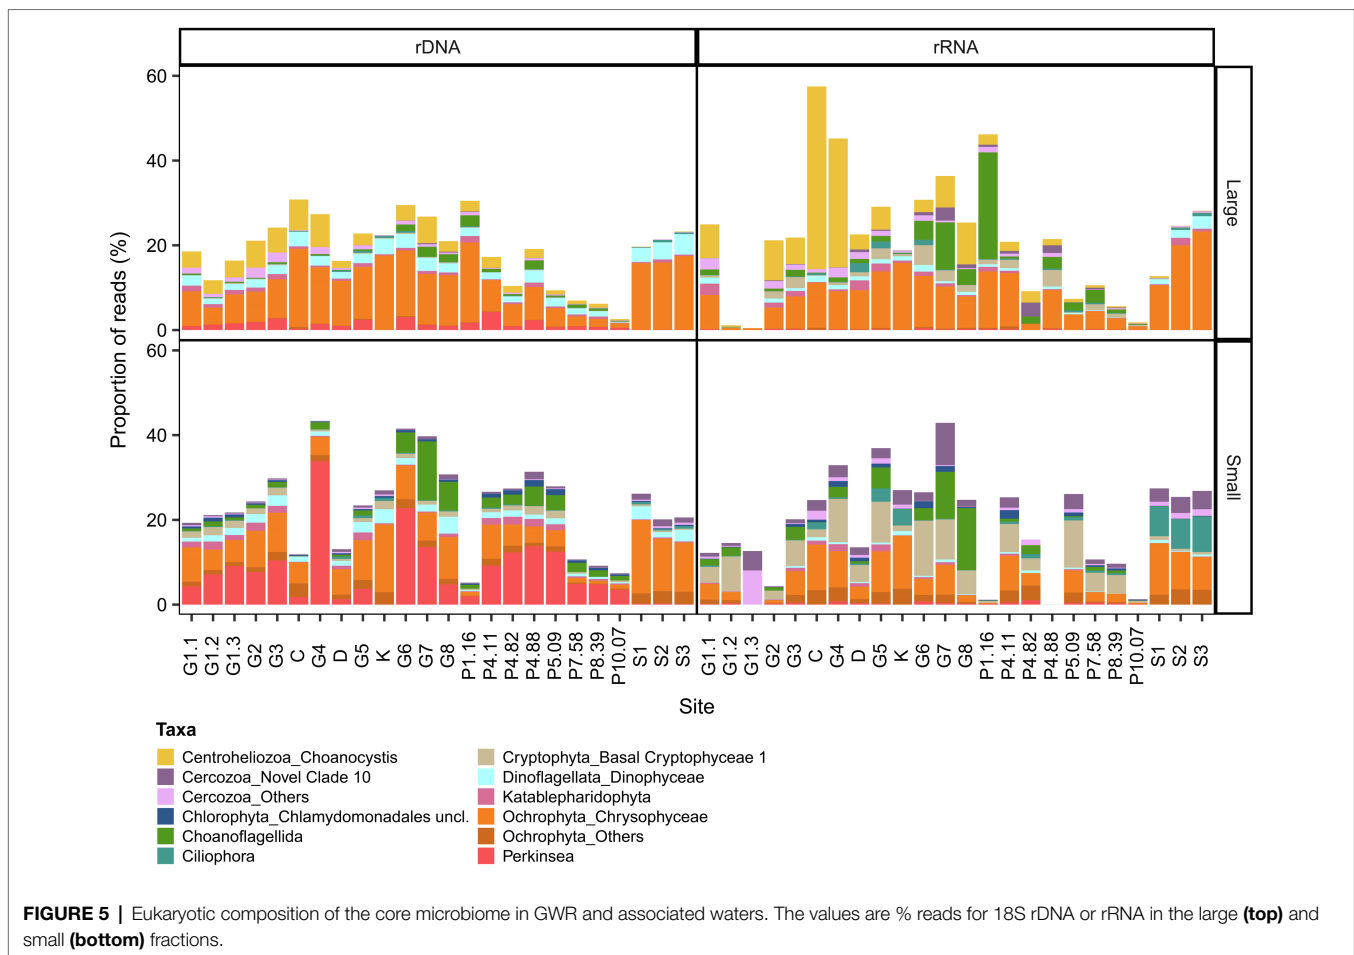 rDNA
rRNA
60
40
20
0
Large
60
40
20
0
Small
Proportion of reads (%)
G1.1 G1.2 G1.3 G2 G3 C G4 D G5 K G6 G7 G8 P1.16 P4.11 P4.82 P4.88 P5.09 P7.58 P8.39 P10.07 S1 S2 S3
G1.1 G1.2 G1.3 G2 G3 C G4 D G5 K G6 G7 G8 P1.16 P4.11 P4.82 P4.88 P5.09 P7.58 P8.39 P10.07 S1 S2 S3
Site
Taxa
Centroheliozoa_Choanocystis
Cercozoa_Novel Clade 10
Cercozoa_Others
Chlorophyta_Chlamydomonadales uncl.
Choanoflagellida
Ciliophora
Cryptophyta_Basal Cryptophyceae 1
Dinoflagellata_Dinophyceae
Katablepharidophyta
Ochrophyta_Chrysophyceae
Ochrophyta_Others
Perkinsea
FIGURE 5 | Eukaryotic composition of the core microbiome in GWR and associated waters. The values are % reads for 18S rDNA or rRNA in the large (top) and
small (bottom) fractions.